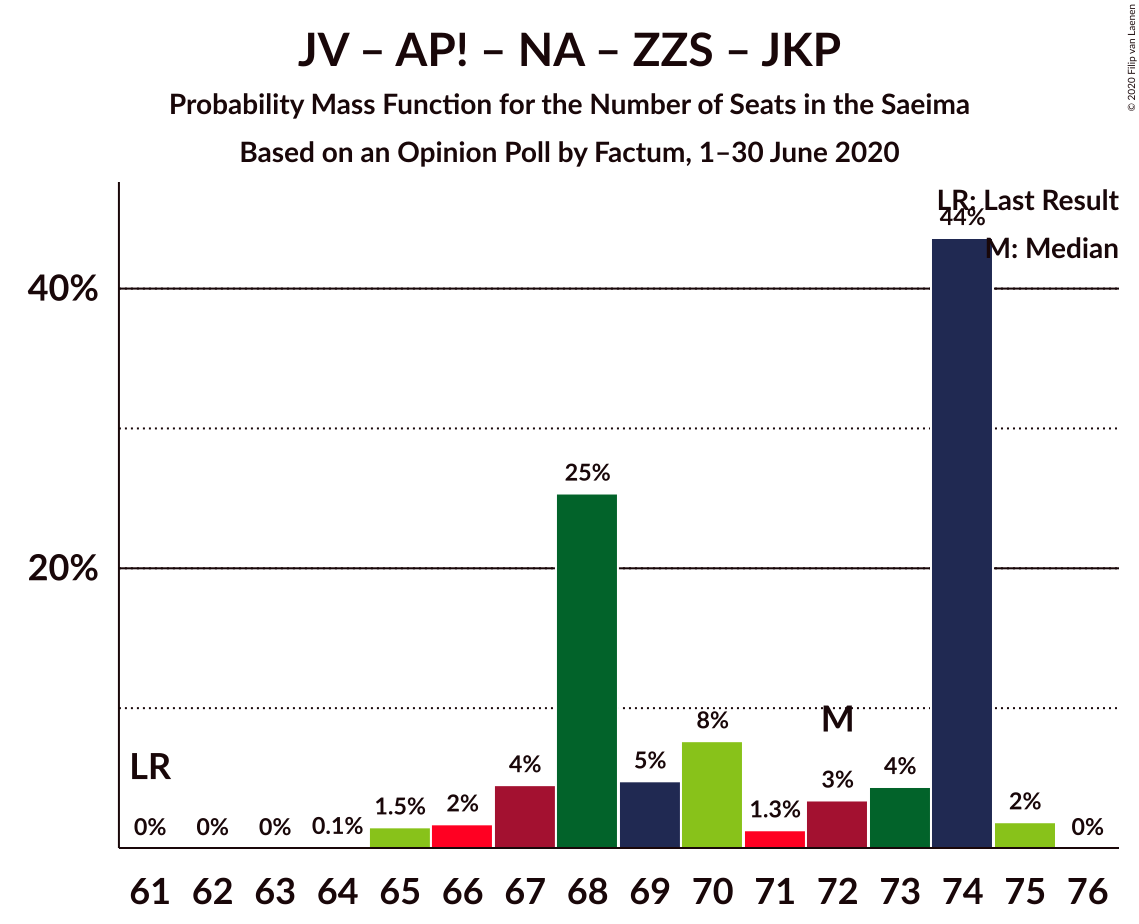 JV – AP! – NA – ZZS – JKP
Probability Mass Function for the Number of Seats in the Saeima
Based on an Opinion Poll by Factum, 1–30 June 2020
© 2020 Filip van Laenen
LR: Last Result
M: Median
40%
20%
LR
M
0%
0%
0%
0.1%
1.5%
2%
4%
25%
5%
8%
1.3%
3%
4%
44%
2%
0%
61 62 63 64 65 66 67 68 69 70 71 72 73 74 75 76